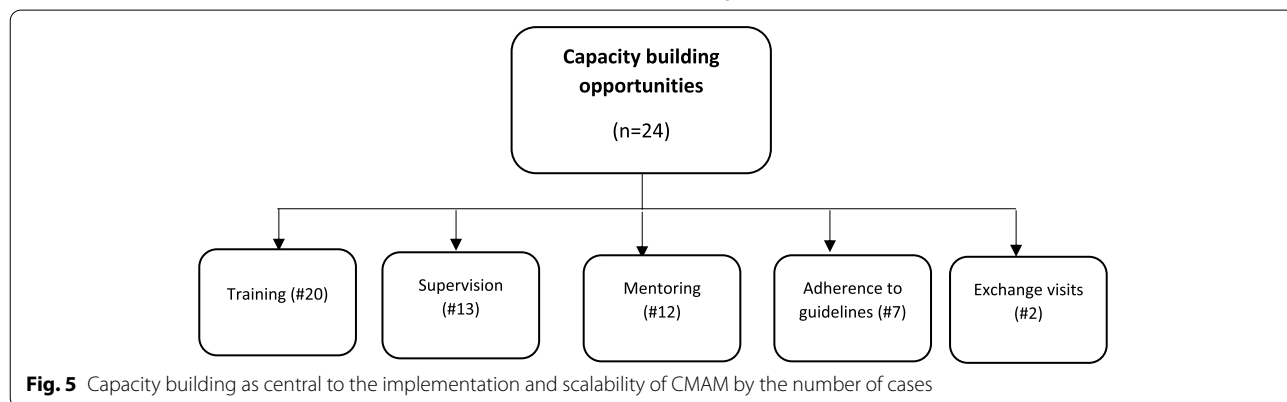 Capacity building
opportunities
(n=24)
Training (#20)
Supervision
(#13)
Mentoring
(#12)
Adherence to
guidelines (#7)
Exchange visits
(#2)
Fig. 5 Capacity building as central to the implementation and scalability of CMAM by the number of cases